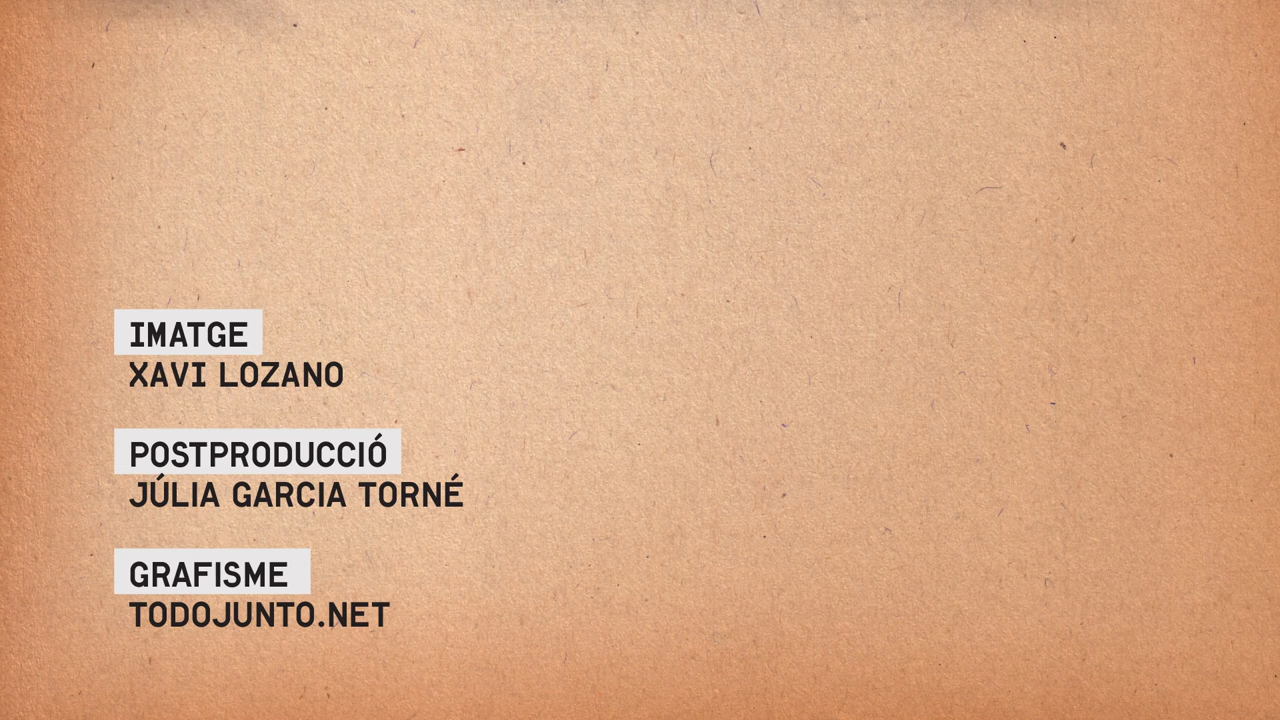 IMATGE
XAVI LOZANO
POSTPRODUCCIÓ
JÚLIA GARCIA TORNÉ
GRAFISME
TODOJUNTO.NET